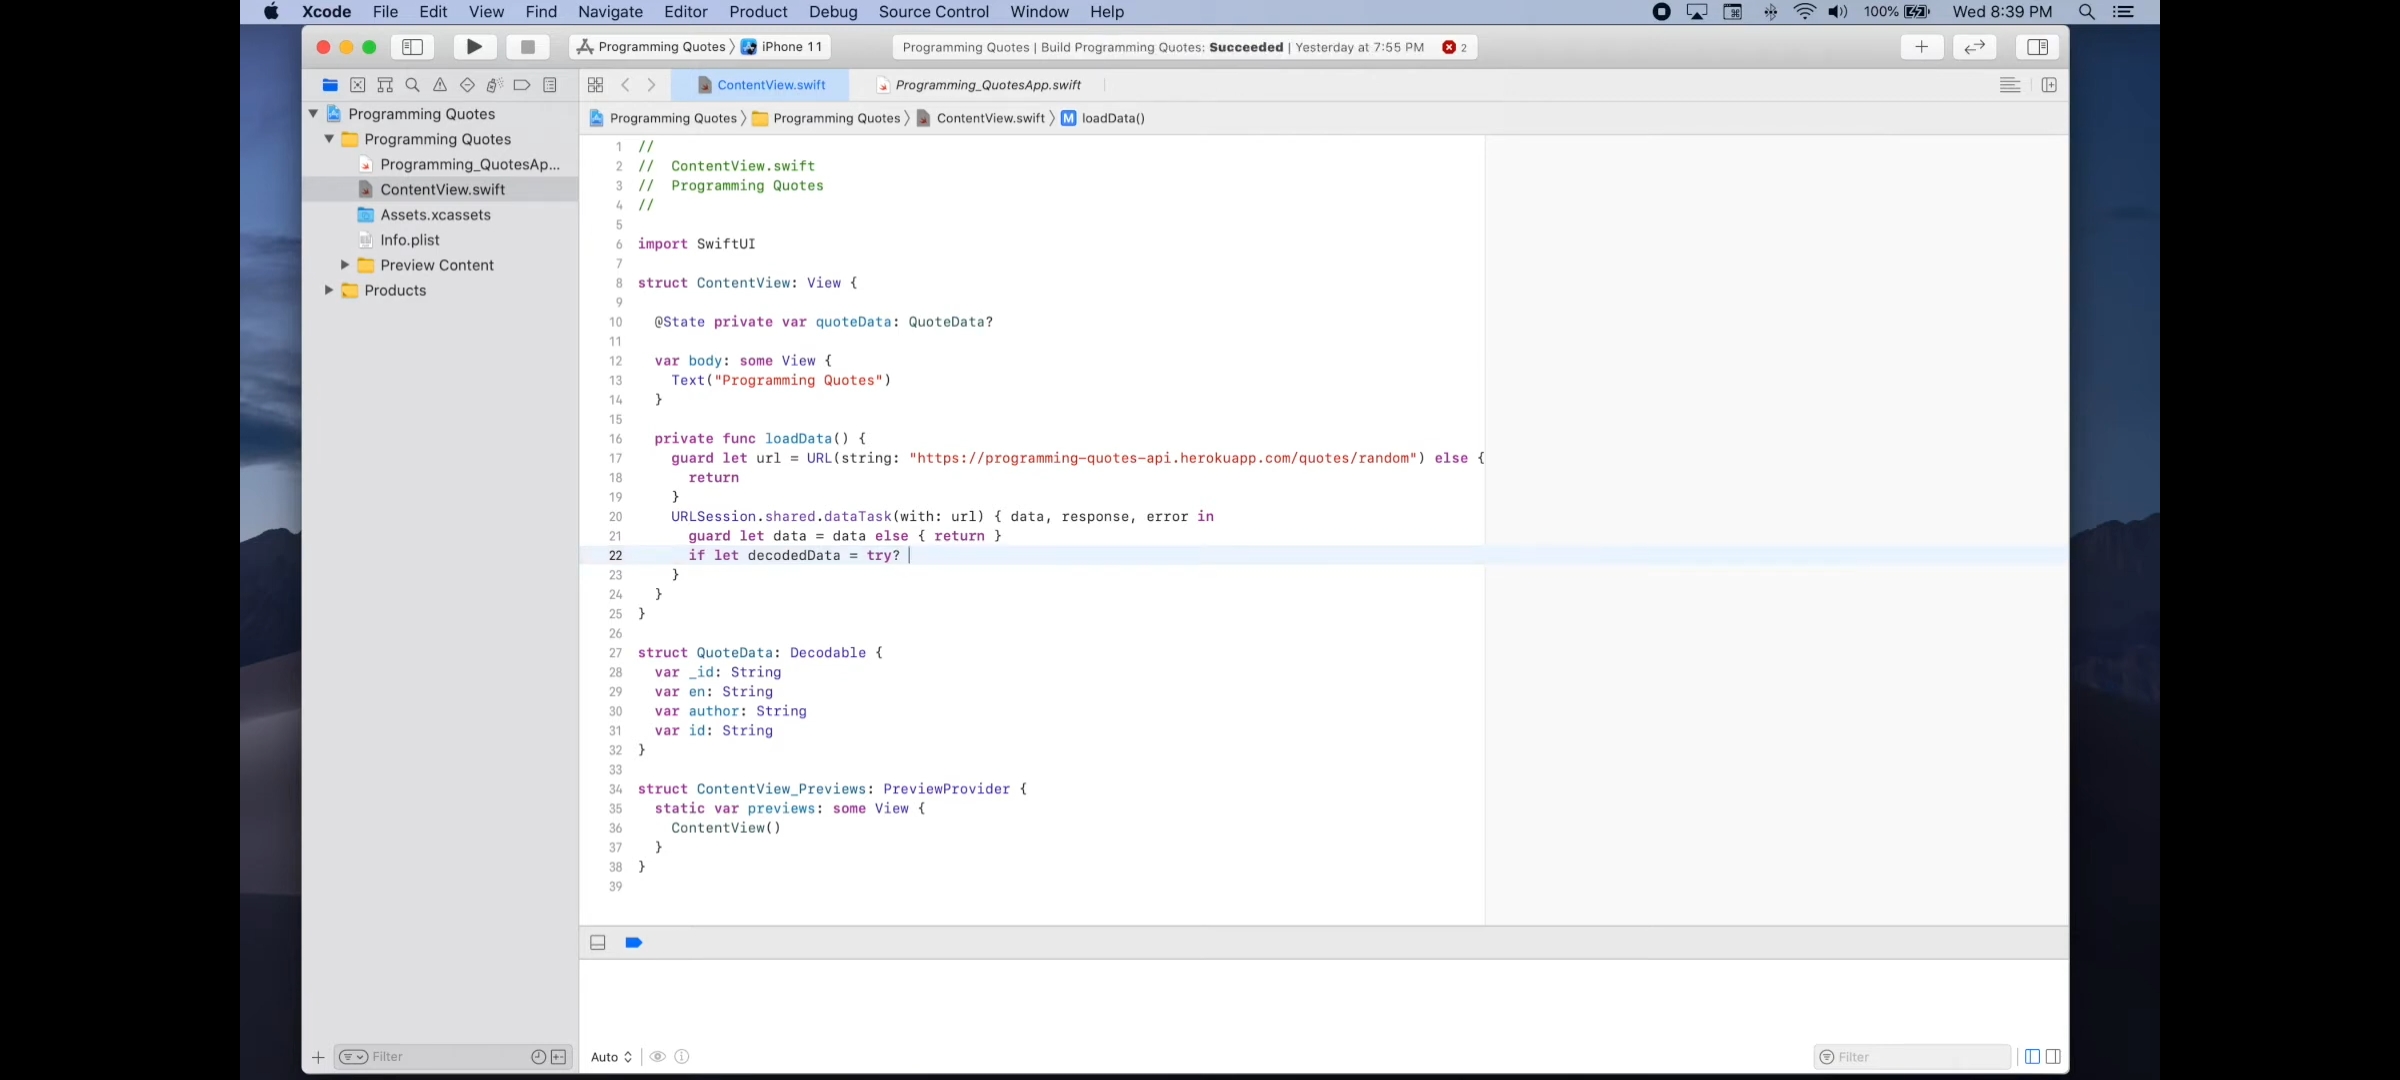 Xcode File Edit View Find Navigate Editor Product Debug Source Control Window Help 100% Wed 8:39 PM
Programming Quotes 〉 iPhone 11 Programming Quotes | Build Programming Quotes: Succeeded | Yesterday at 7:55 PM 2
ContentView.swift Programming_QuotesApp.swift
Programming Quotes 〉 Programming Quotes 〉 ContentView.swift 〉 M loadData()
Programming Quotes
Programming Quotes
Programming_QuotesAp...
ContentView.swift
Assets.xcassets
Info.plist
Preview Content
Products
1 //
2 //  ContentView.swift
3 //  Programming Quotes
4 //
5
6 import SwiftUI
7
8 struct ContentView: View {
9
10   @State private var quoteData: QuoteData?
11
12   var body: some View {
13     Text("Programming Quotes")
14   }
15
16   private func loadData() {
17     guard let url = URL(string: "https://programming-quotes-api.herokuapp.com/quotes/random") else {
18       return
19     }
20     URLSession.shared.dataTask(with: url) { data, response, error in
21       guard let data = data else { return }
22       if let decodedData = try?
23     }
24   }
25 }
26
27 struct QuoteData: Decodable {
28   var _id: String
29   var en: String
30   var author: String
31   var id: String
32 }
33
34 struct ContentView_Previews: PreviewProvider {
35   static var previews: some View {
36     ContentView()
37   }
38 }
39
Filter Auto Filter